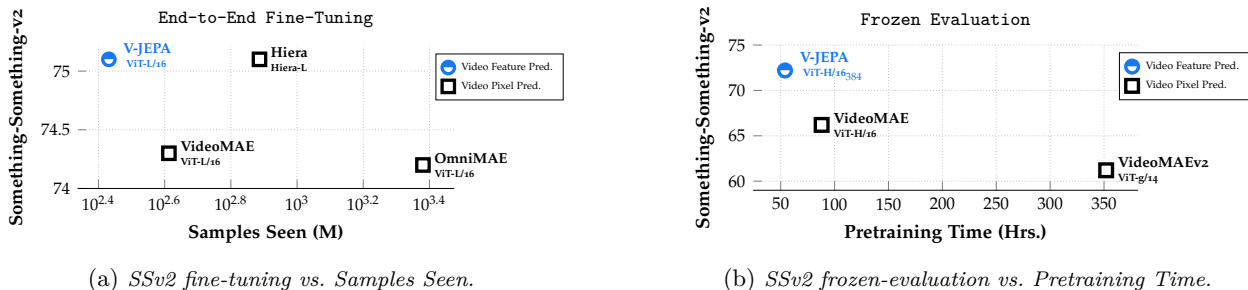 End-to-End Fine-Tuning
Something-Something-v2
75
74.5
74
V-JEPA
ViT-L/16
Hiera
Hiera-L
VideoMAE
ViT-L/16
OmniMAE
ViT-L/16
Video Feature Pred.
Video Pixel Pred.
10^2.4 10^2.6 10^2.8 10^3 10^3.2 10^3.4
Samples Seen (M)
(a) SSv2 fine-tuning vs. Samples Seen.
Frozen Evaluation
Something-Something-v2
75
70
65
60
V-JEPA
ViT-H/16384
VideoMAE
ViT-H/16
VideoMAEv2
ViT-g/14
Video Feature Pred.
Video Pixel Pred.
50 100 150 200 250 300 350
Pretraining Time (Hrs.)
(b) SSv2 frozen-evaluation vs. Pretraining Time.